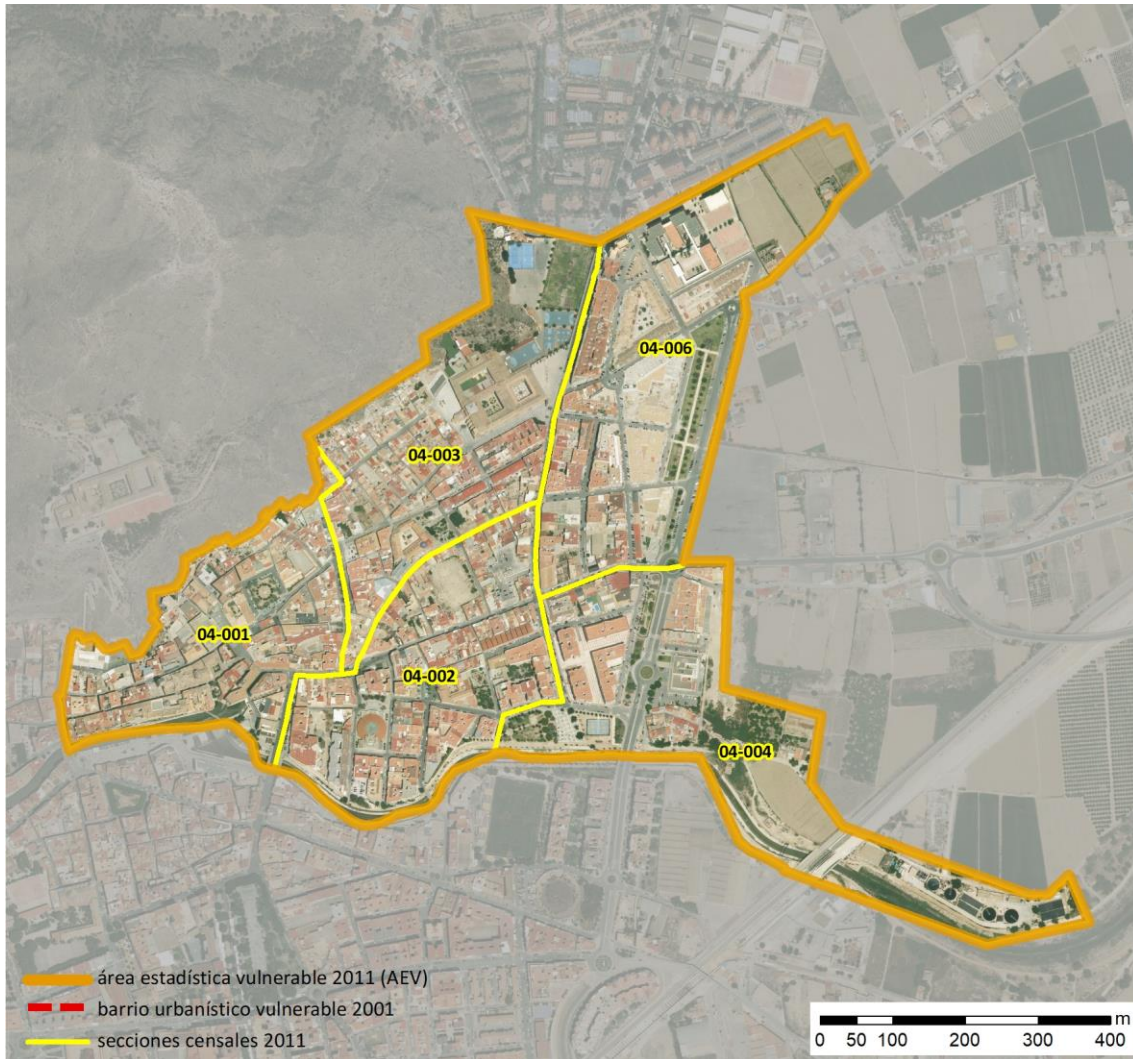 04-006
04-003
04-001
04-002
04-004
área estadística vulnerable 2011 (AEV)
barrio urbanístico vulnerable 2001
secciones censales 2011
m
0 50 100 200 300 400